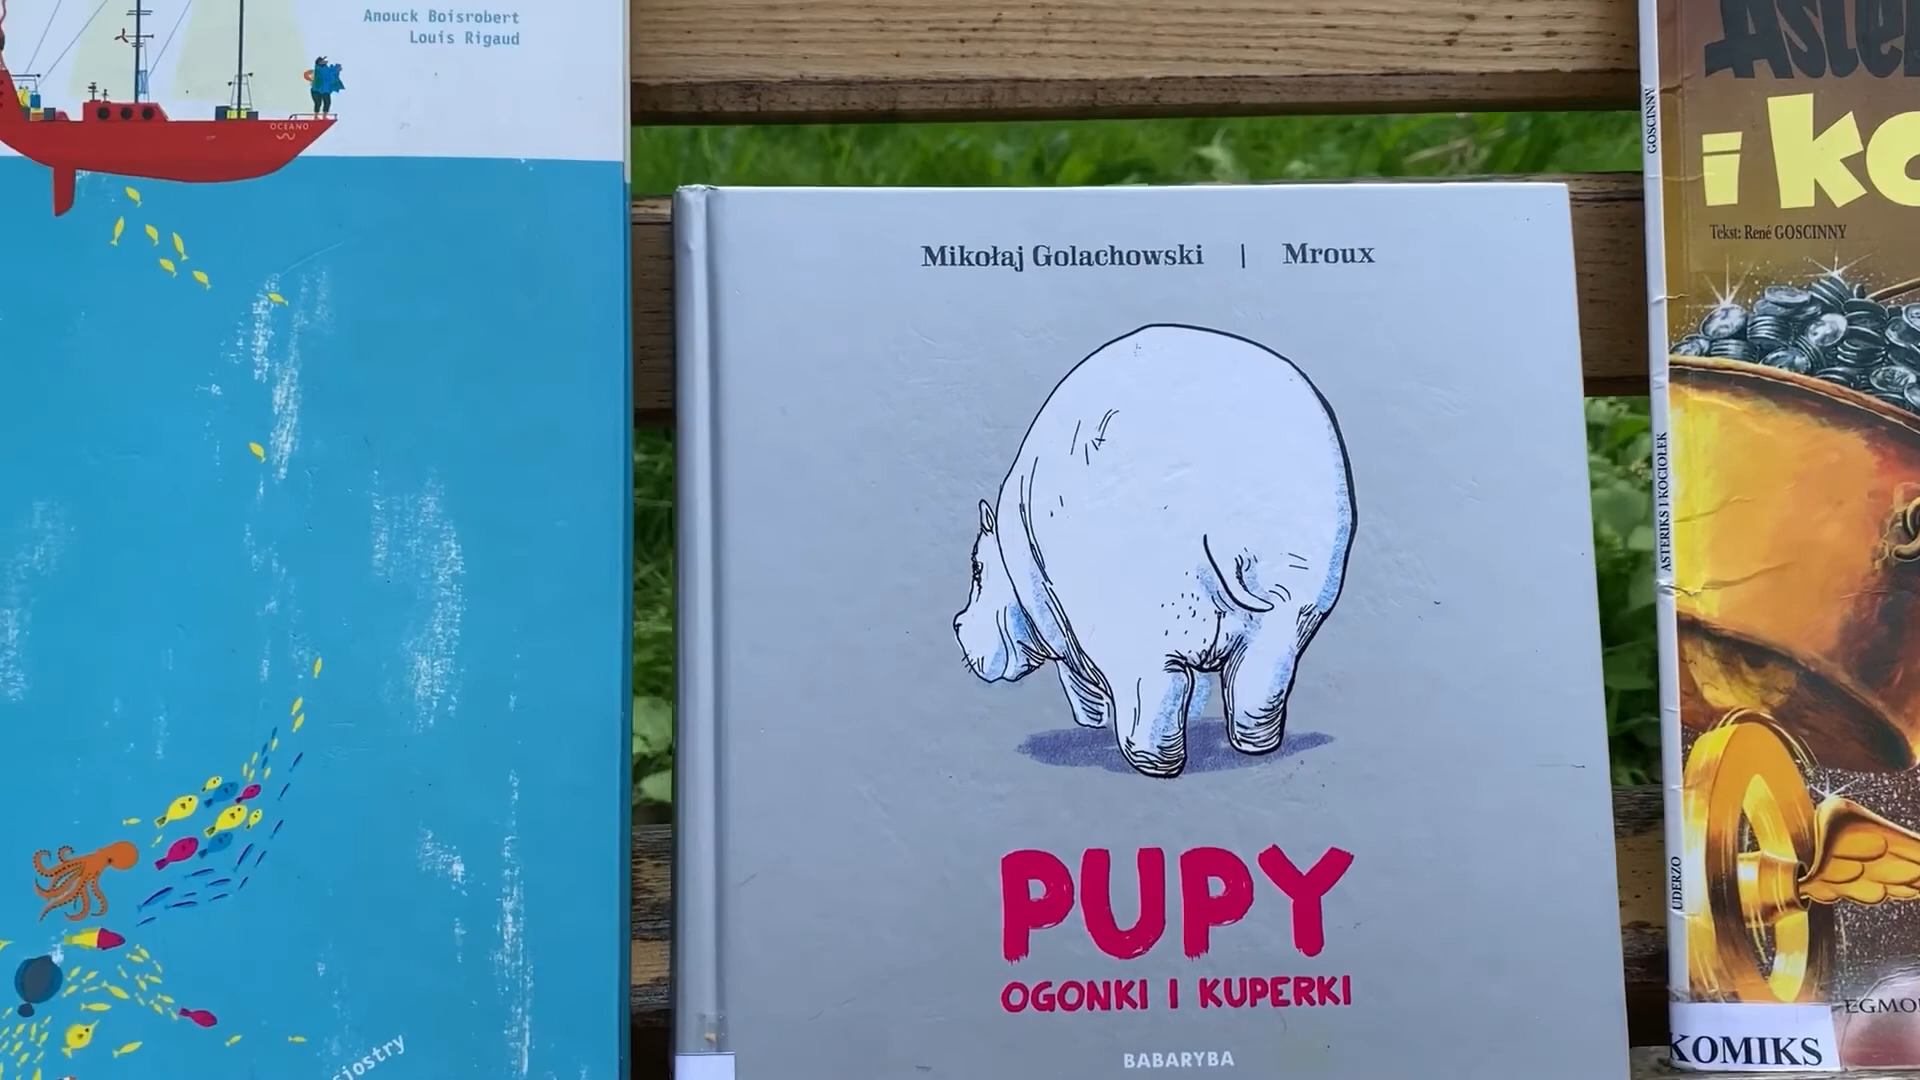 Anouck Boisrobert
Louis Rigaud
OCEANO
Mikołaj Golachowski | Mroux
PUPY
OGONKI I KUPERKI
BABARYBA
GOSCINNY
ASTERIKS I KOCIOŁEK
UDERZO
i
Tekst: René GOSCINNY
KOMIKS